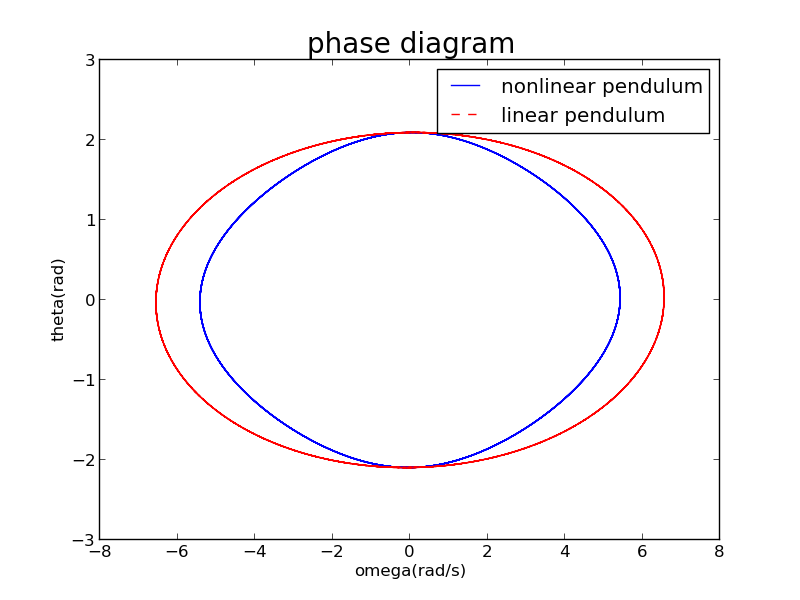 phase diagram
nonlinear pendulum
linear pendulum
3
2
1
0
−1
−2
−3
theta(rad)
−8 −6 −4 −2 0 2 4 6 8
omega(rad/s)